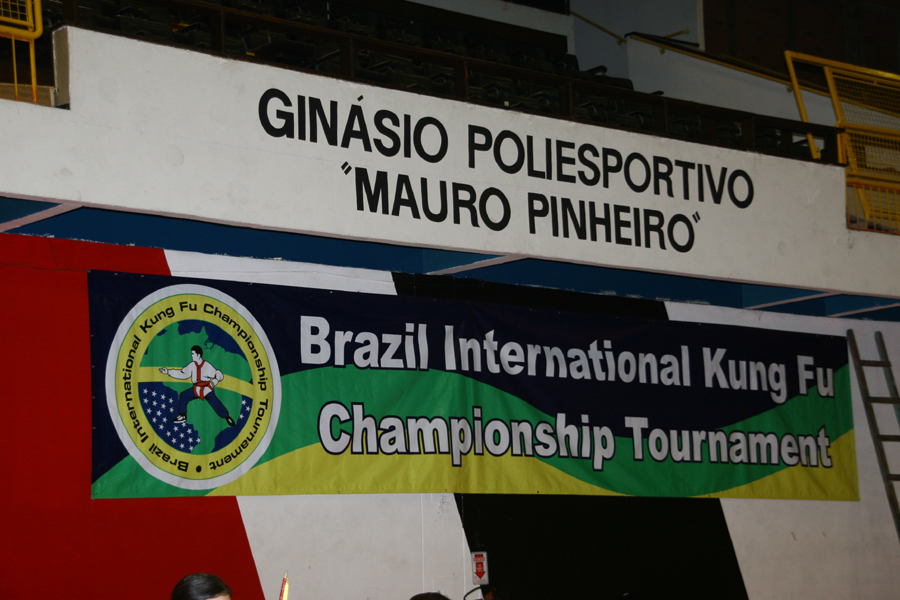 GINÁSIO POLIESPORTIVO
"MAURO PINHEIRO"
Brazil International Kung Fu
Championship Tournament
International Kung Fu Championship
Tournament • Brazil